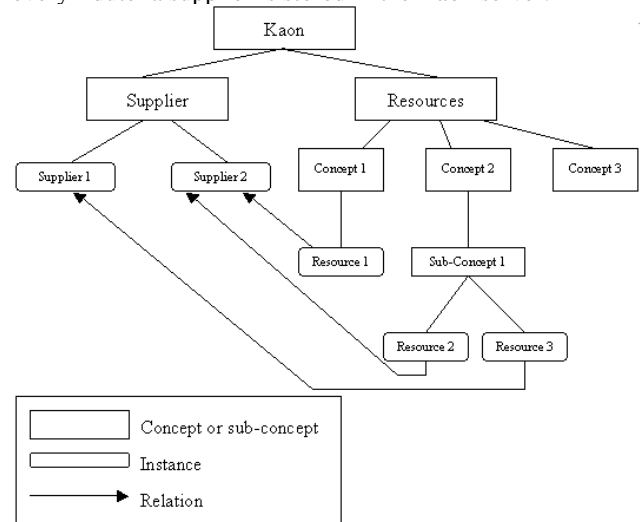 Kaon
Supplier
Resources
Supplier 1
Supplier 2
Concept 1
Concept 2
Concept 3
Resource 1
Sub-Concept 1
Resource 2
Resource 3
Concept or sub-concept
Instance
Relation